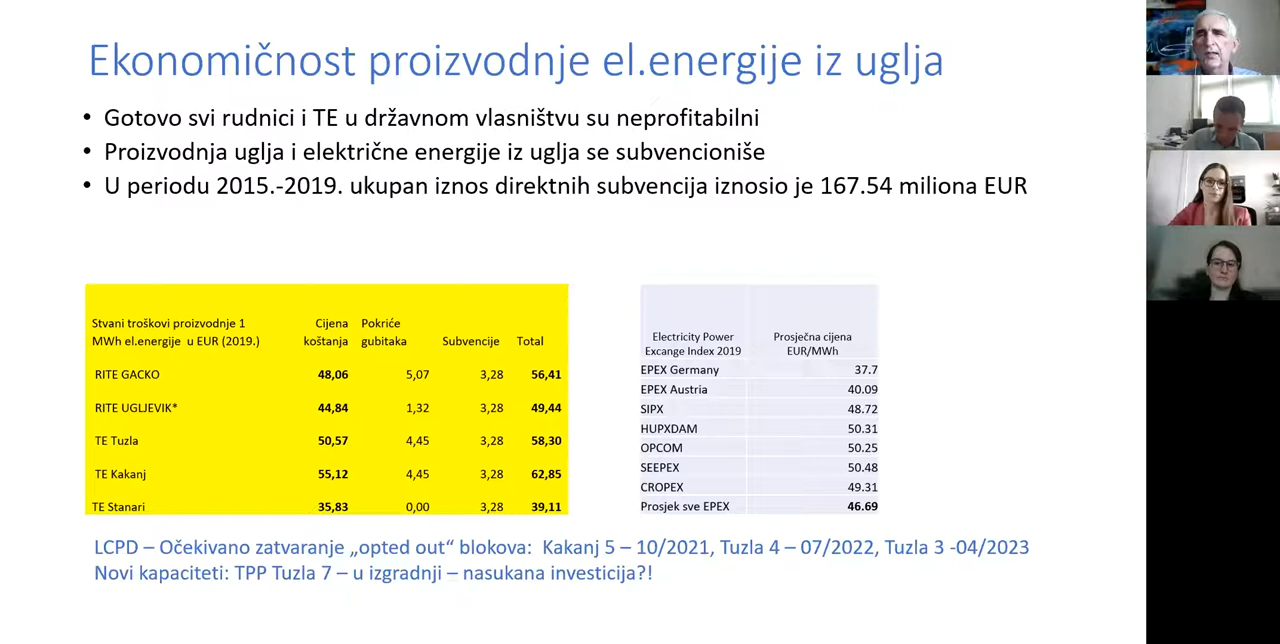 Ekonomičnost proizvodnje el.energije iz uglja
• Gotovo svi rudnici i TE u državnom vlasništvu su neprofitabilni
• Proizvodnja uglja i električne energije iz uglja se subvencioniše
• U periodu 2015.-2019. ukupan iznos direktnih subvencija iznosio je 167.54 miliona EUR
Stvani troškovi proizvodnje 1 MWh el.energije u EUR (2019.) Cijena koštanja Pokriće gubitaka Subvencije Total
RITE GACKO 48,06 5,07 3,28 56,41
RITE UGLJEVIK* 44,84 1,32 3,28 49,44
TE Tuzla 50,57 4,45 3,28 58,30
TE Kakanj 55,12 4,45 3,28 62,85
TE Stanari 35,83 0,00 3,28 39,11
Electricity Power Excange Index 2019 Prosječna cijena EUR/MWh
EPEX Germany 37.7
EPEX Austria 40.09
SIPX 48.72
HUPXDAM 50.31
OPCOM 50.25
SEEPEX 50.48
CROPEX 49.31
Prosjek sve EPEX 46.69
LCPD – Očekivano zatvaranje „opted out“ blokova: Kakanj 5 – 10/2021, Tuzla 4 – 07/2022, Tuzla 3 -04/2023
Novi kapaciteti: TPP Tuzla 7 – u izgradnji – nasukana investicija?!